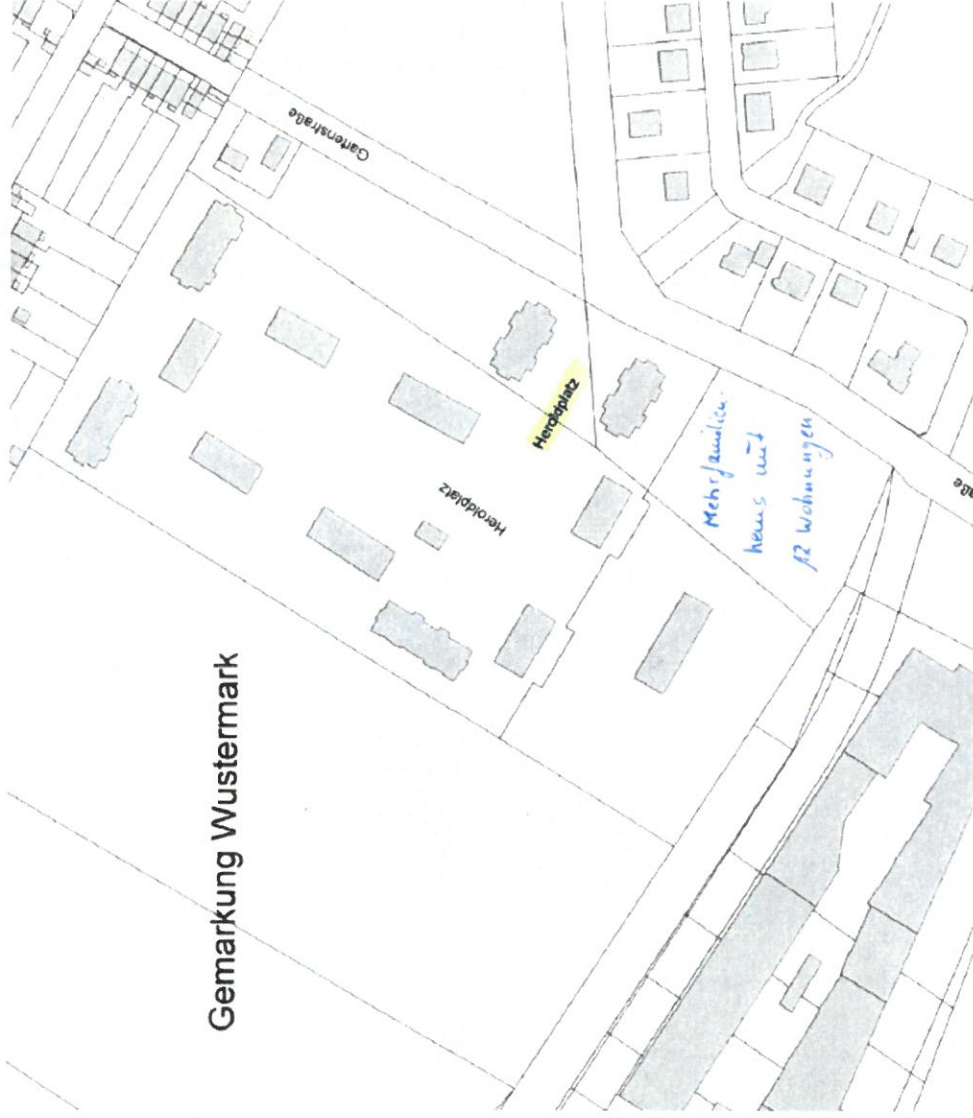 Gemarkung Wustermark
Gartenstraße
Heroldplatz
Heroldplatz
Mehrfamilien-
haus mit
12 Wohnungen